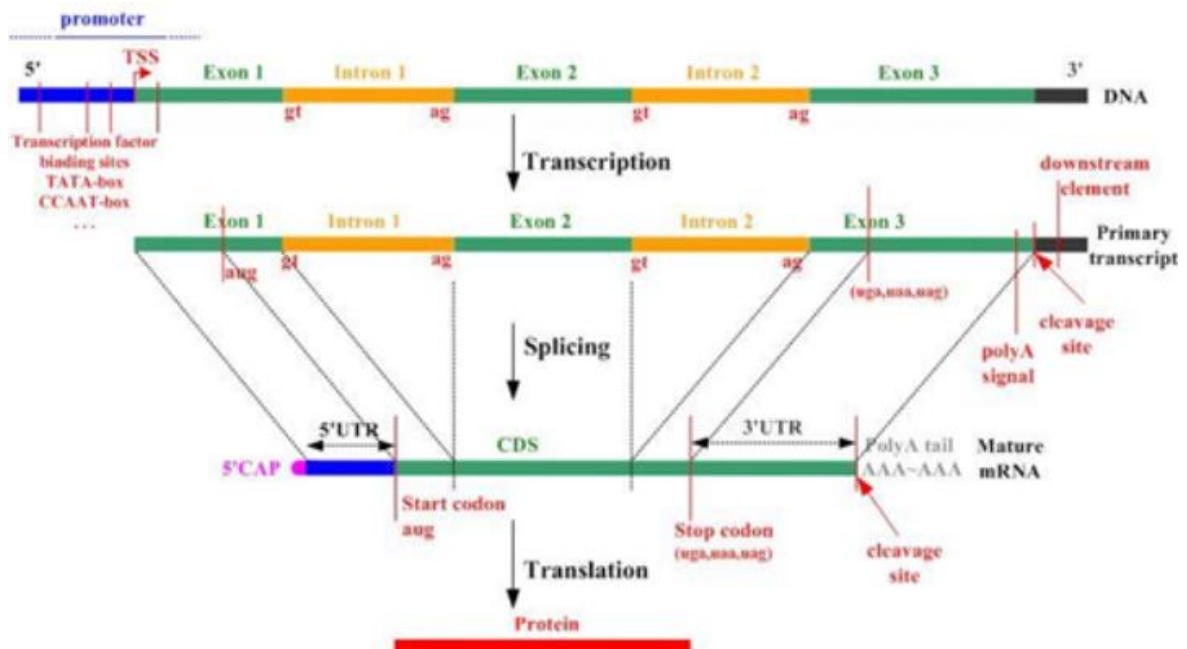 promoter
5'
TSS
Exon 1
Intron 1
Exon 2
Intron 2
Exon 3
3'
DNA
gt
ag
gt
ag
Transcription factor
binding sites
TATA-box
CCAAT-box
...
Transcription
downstream
element
Exon 1
Intron 1
Exon 2
Intron 2
Exon 3
Primary
transcript
aug
gt
ag
gt
ag
(uga,uaa,uag)
cleavage
site
polyA
signal
Splicing
5'UTR
CDS
3'UTR
PolyA tail
AAA~AAA
Mature
mRNA
5'CAP
Start codon
aug
Stop codon
(uga,uaa,uag)
cleavage
site
Translation
Protein